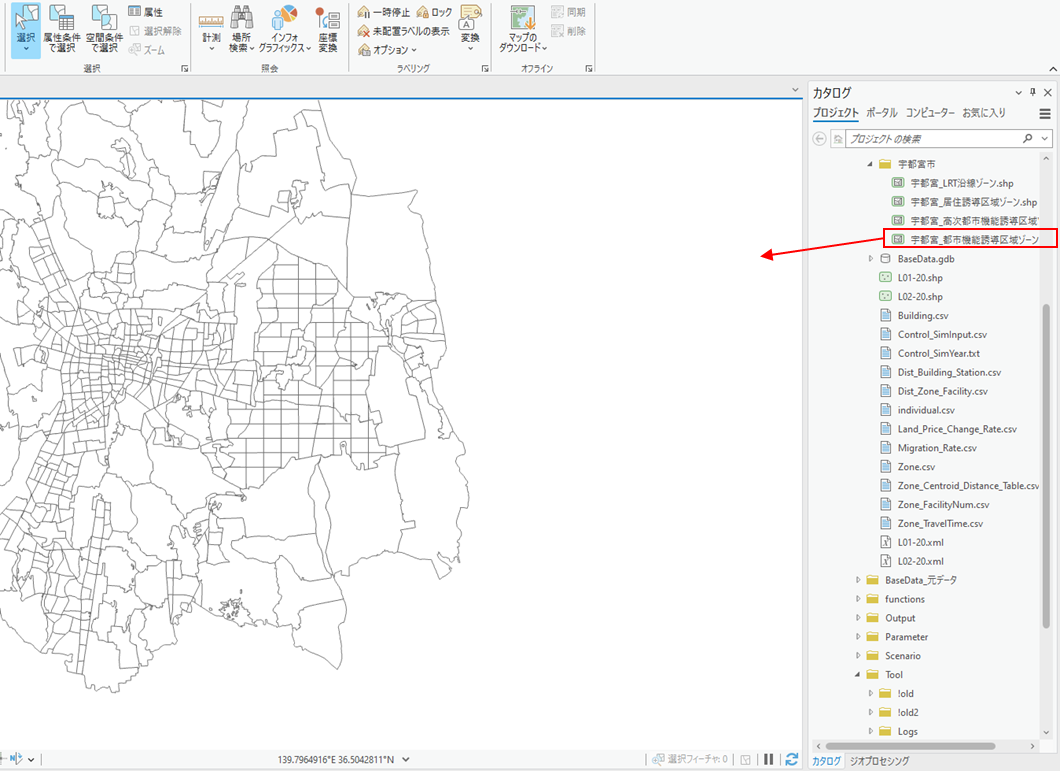 選択
属性条件
で選択
空間条件
で選択
属性
選択解除
ズーム
選択
計測
場所
検索
インフォ
グラフィックス
座標
変換
照会
一時停止
ロック
未配置ラベルの表示
オプション
変換
ラベリング
マップの
ダウンロード
同期
削除
オフライン
カタログ
プロジェクト ポータル コンピューター お気に入り
プロジェクトの検索
宇都宮市
宇都宮_LRT沿線ゾーン.shp
宇都宮_居住誘導区域ゾーン.shp
宇都宮_高次都市機能誘導区域
宇都宮_都市機能誘導区域ゾーン
BaseData.gdb
L01-20.shp
L02-20.shp
Building.csv
Control_SimInput.csv
Control_SimYear.txt
Dist_Building_Station.csv
Dist_Zone_Facility.csv
individual.csv
Land_Price_Change_Rate.csv
Migration_Rate.csv
Zone.csv
Zone_Centroid_Distance_Table.csv
Zone_FacilityNum.csv
Zone_TravelTime.csv
L01-20.xml
L02-20.xml
BaseData_元データ
functions
Output
Parameter
Scenario
Tool
!old
!old2
Logs
139.7964916°E 36.5042811°N
選択フィーチャ: 0
カタログ ジオプロセシング